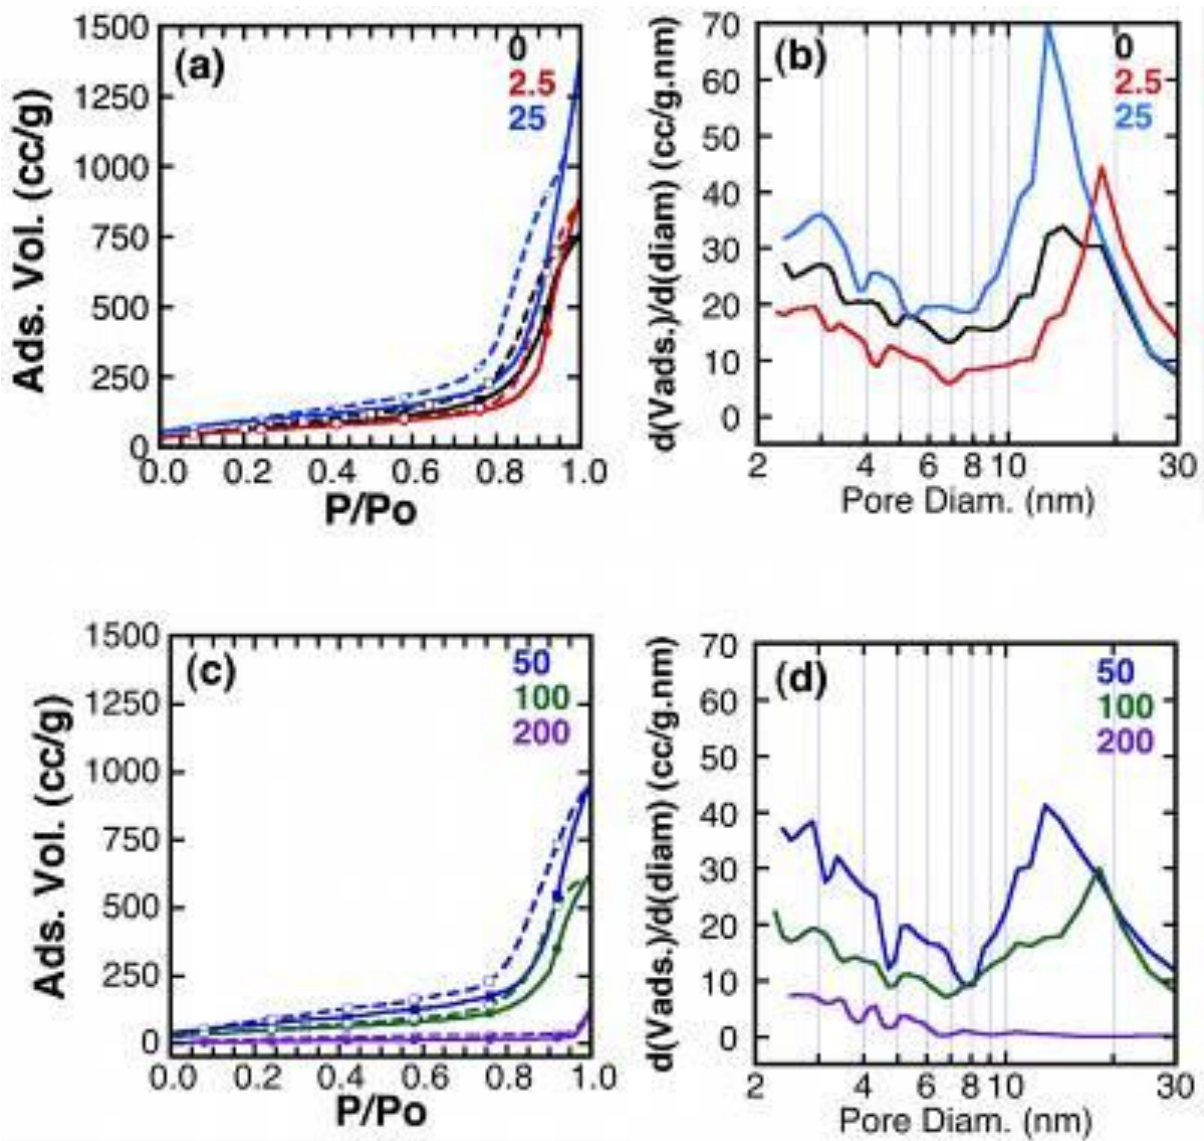 (a)
0
2.5
25
1500
1250
1000
750
500
250
0
Ads. Vol. (cc/g)
0.0 0.2 0.4 0.6 0.8 1.0
P/Po
(b)
0
2.5
25
70
60
50
40
30
20
10
0
d(Vads.)/d(diam) (cc/g.nm)
2 4 6 8 10 30
Pore Diam. (nm)
(c)
50
100
200
1500
1250
1000
750
500
250
0
Ads. Vol. (cc/g)
0.0 0.2 0.4 0.6 0.8 1.0
P/Po
(d)
50
100
200
70
60
50
40
30
20
10
0
d(Vads.)/d(diam) (cc/g.nm)
2 4 6 8 10 30
Pore Diam. (nm)